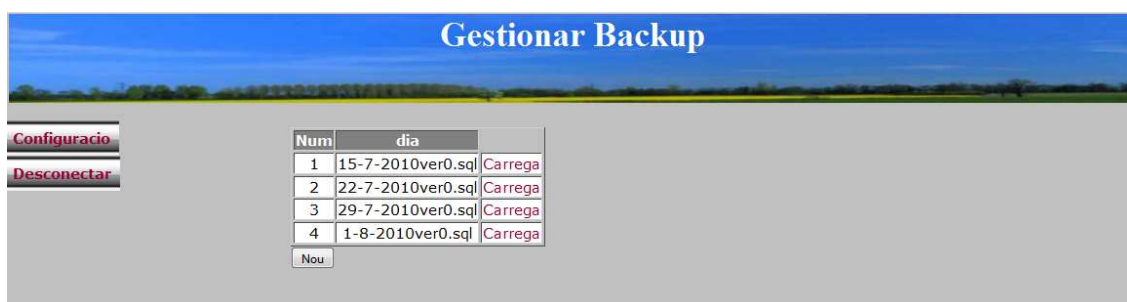 Gestionar Backup
Configuracio
Desconectar
Num dia
1 15-7-2010ver0.sql Carrega
2 22-7-2010ver0.sql Carrega
3 29-7-2010ver0.sql Carrega
4 1-8-2010ver0.sql Carrega
Nou